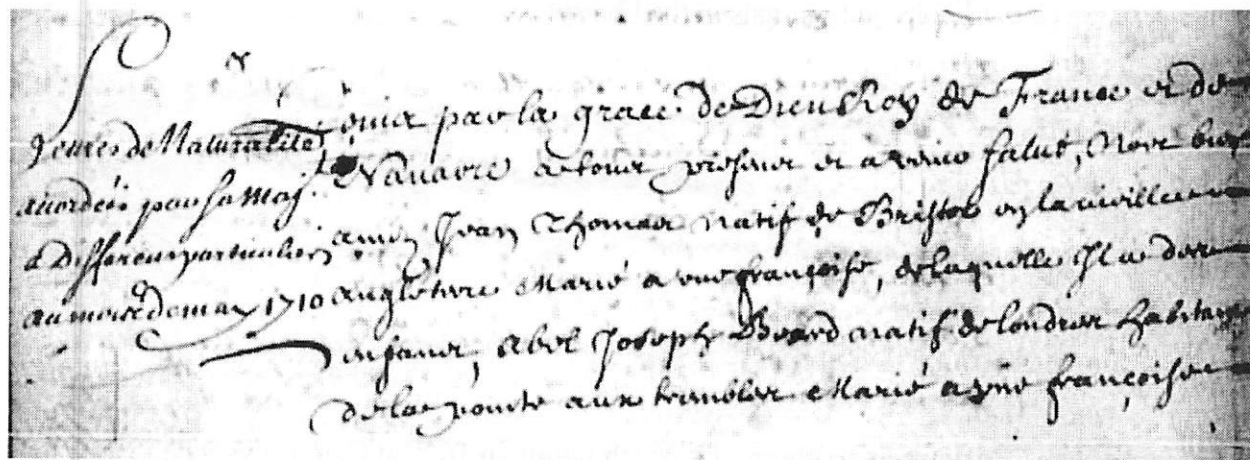 Lettres de Naturalité
accordées par sa Maj.
a Differens particuliers
au mois de may 1710
Louis par la grace de Dieu Roy de France et de
Navarre a tous presens et a venir salut, Nos bien
amez Jean Thomas natif de Bristol en la vieille
angleterre Marié a une françoise, de laquelle Il a des
enfans, abel Joseph natif de londres habitant
de la pointe aux trembles Marié a une françoise